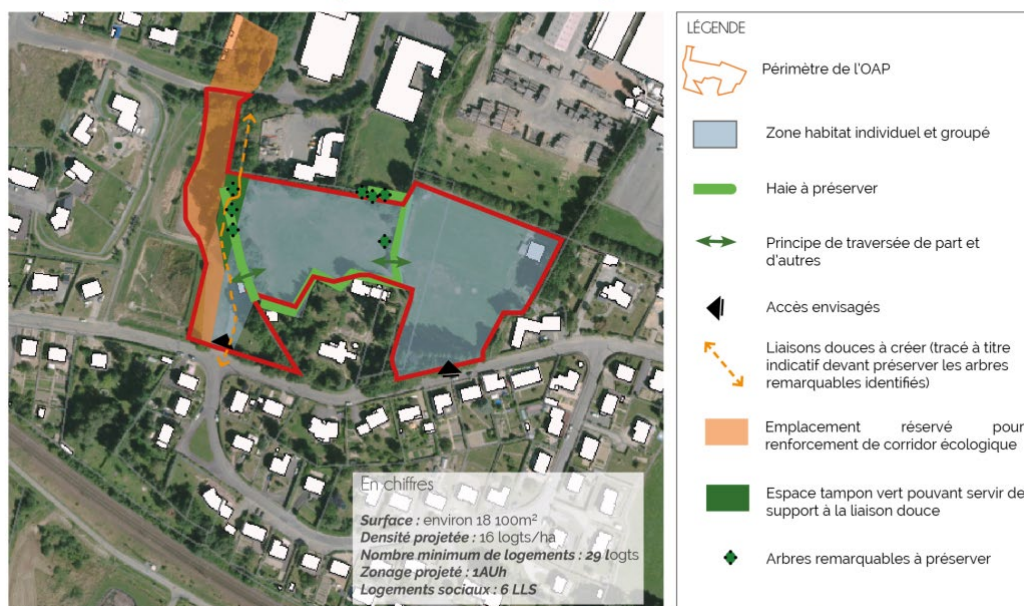 En chiffres
Surface : environ 18 100m²
Densité projetée : 16 logts/ha
Nombre minimum de logements : 29 logts
Zonage projeté : 1AUh
Logements sociaux : 6 LLS
LÉGENDE
Périmètre de l'OAP
Zone habitat individuel et groupé
Haie à préserver
Principe de traversée de part et
d'autres
Accès envisagés
Liaisons douces à créer (tracé à titre
indicatif devant préserver les arbres
remarquables identifiés)
Emplacement réservé pour
renforcement de corridor écologique
Espace tampon vert pouvant servir de
support à la liaison douce
Arbres remarquables à préserver